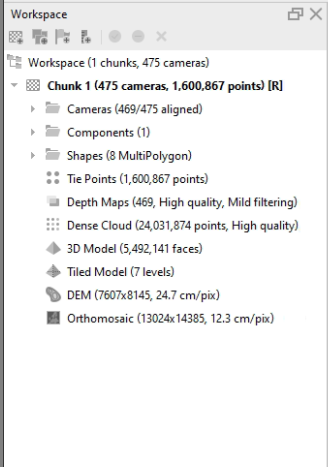 Workspace
Workspace (1 chunks, 475 cameras)
Chunk 1 (475 cameras, 1,600,867 points) [R]
Cameras (469/475 aligned)
Components (1)
Shapes (8 MultiPolygon)
Tie Points (1,600,867 points)
Depth Maps (469, High quality, Mild filtering)
Dense Cloud (24,031,874 points, High quality)
3D Model (5,492,141 faces)
Tiled Model (7 levels)
DEM (7607x8145, 24.7 cm/pix)
Orthomosaic (13024x14385, 12.3 cm/pix)